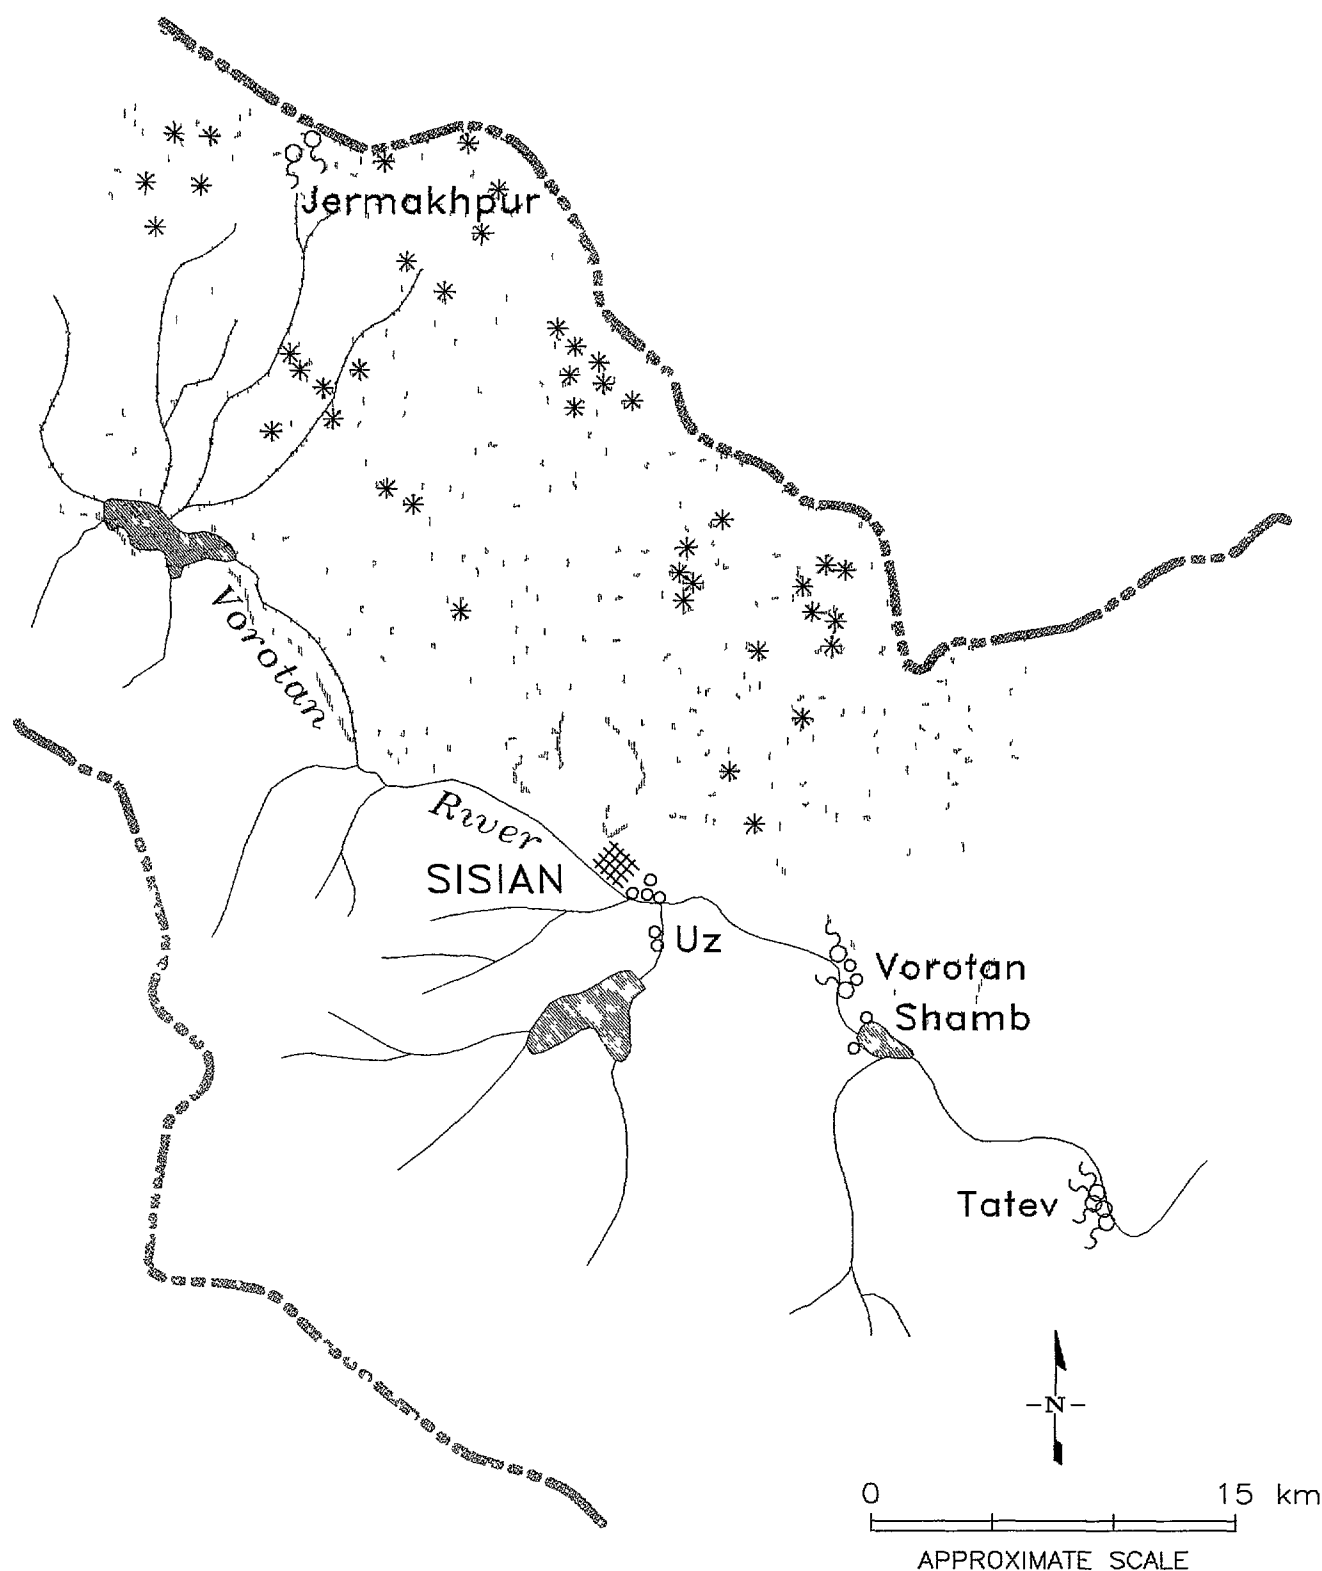 Jermakhpur
Vorotan
River
SISIAN
Uz
Vorotan
Shamb
Tatev
-N-
0 15 km
APPROXIMATE SCALE